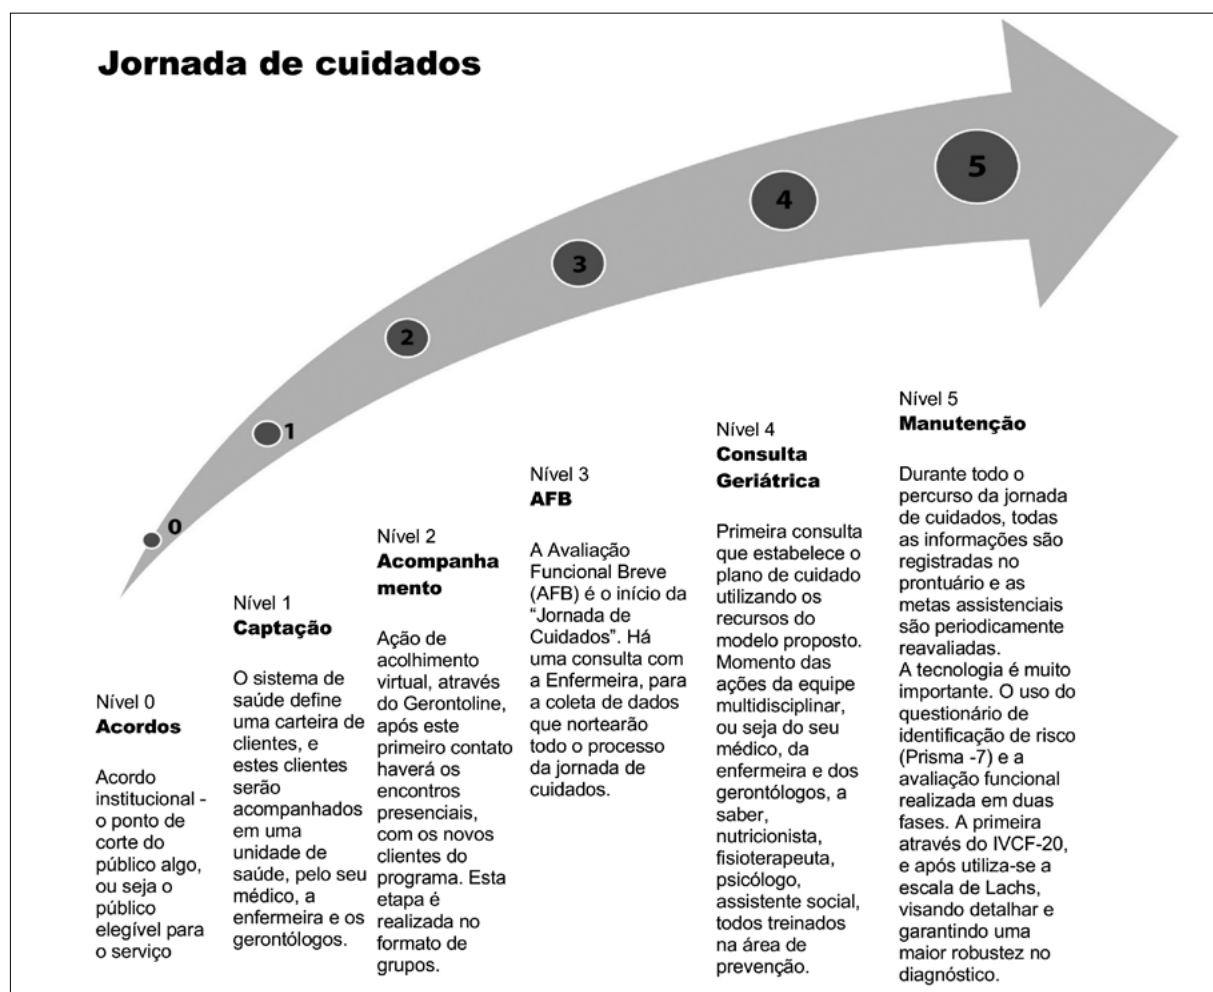 Jornada de cuidados
0
1
2
3
4
5
Nível 0
Acordos
Acordo
institucional -
o ponto de
corte do
público algo,
ou seja o
público
elegível para
o serviço
Nível 1
Captação
O sistema de
saúde define
uma carteira de
clientes, e
estes clientes
serão
acompanhados
em uma
unidade de
saúde, pelo seu
médico, a
enfermeira e os
gerontólogos.
Nível 2
Acompanha
mento
Ação de
acolhimento
virtual, através
do Gerontoline,
após este
primeiro contato
haverá os
encontros
presenciais,
com os novos
clientes do
programa. Esta
etapa é
realizada no
formato de
grupos.
Nível 3
AFB
A Avaliação
Funcional Breve
(AFB) é o início da
“Jornada de
Cuidados”. Há
uma consulta com
a Enfermeira, para
a coleta de dados
que nortearão
todo o processo
da jornada de
cuidados.
Nível 4
Consulta
Geriátrica
Primeira consulta
que estabelece o
plano de cuidado
utilizando os
recursos do
modelo proposto.
Momento das
ações da equipe
multidisciplinar,
ou seja do seu
médico, da
enfermeira e dos
gerontólogos, a
saber,
nutricionista,
fisioterapeuta,
psicólogo,
assistente social,
todos treinados
na área de
prevenção.
Nível 5
Manutenção
Durante todo o
percurso da jornada
de cuidados, todas
as informações são
registradas no
prontuário e as
metas assistenciais
são periodicamente
reavaliadas.
A tecnologia é muito
importante. O uso do
questionário de
identificação de risco
(Prisma -7) e a
avaliação funcional
realizada em duas
fases. A primeira
através do IVCF-20,
e após utiliza-se a
escala de Lachs,
visando detalhar e
garantindo uma
maior robustez no
diagnóstico.